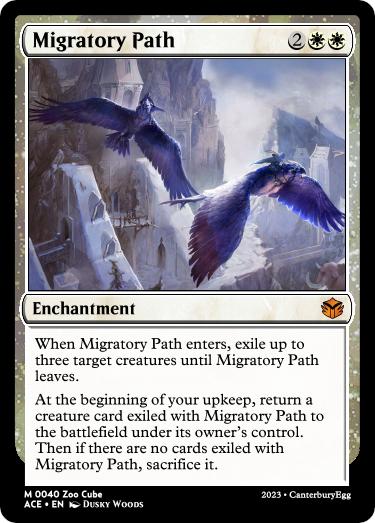 Migratory Path 2
Enchantment
When Migratory Path enters, exile up to
three target creatures until Migratory Path
leaves.
At the beginning of your upkeep, return a
creature card exiled with Migratory Path to
the battlefield under its owner's control.
Then if there are no cards exiled with
Migratory Path, sacrifice it.
M 0040 Zoo Cube
ACE • EN Dusky Woods
2023 • CanterburyEgg